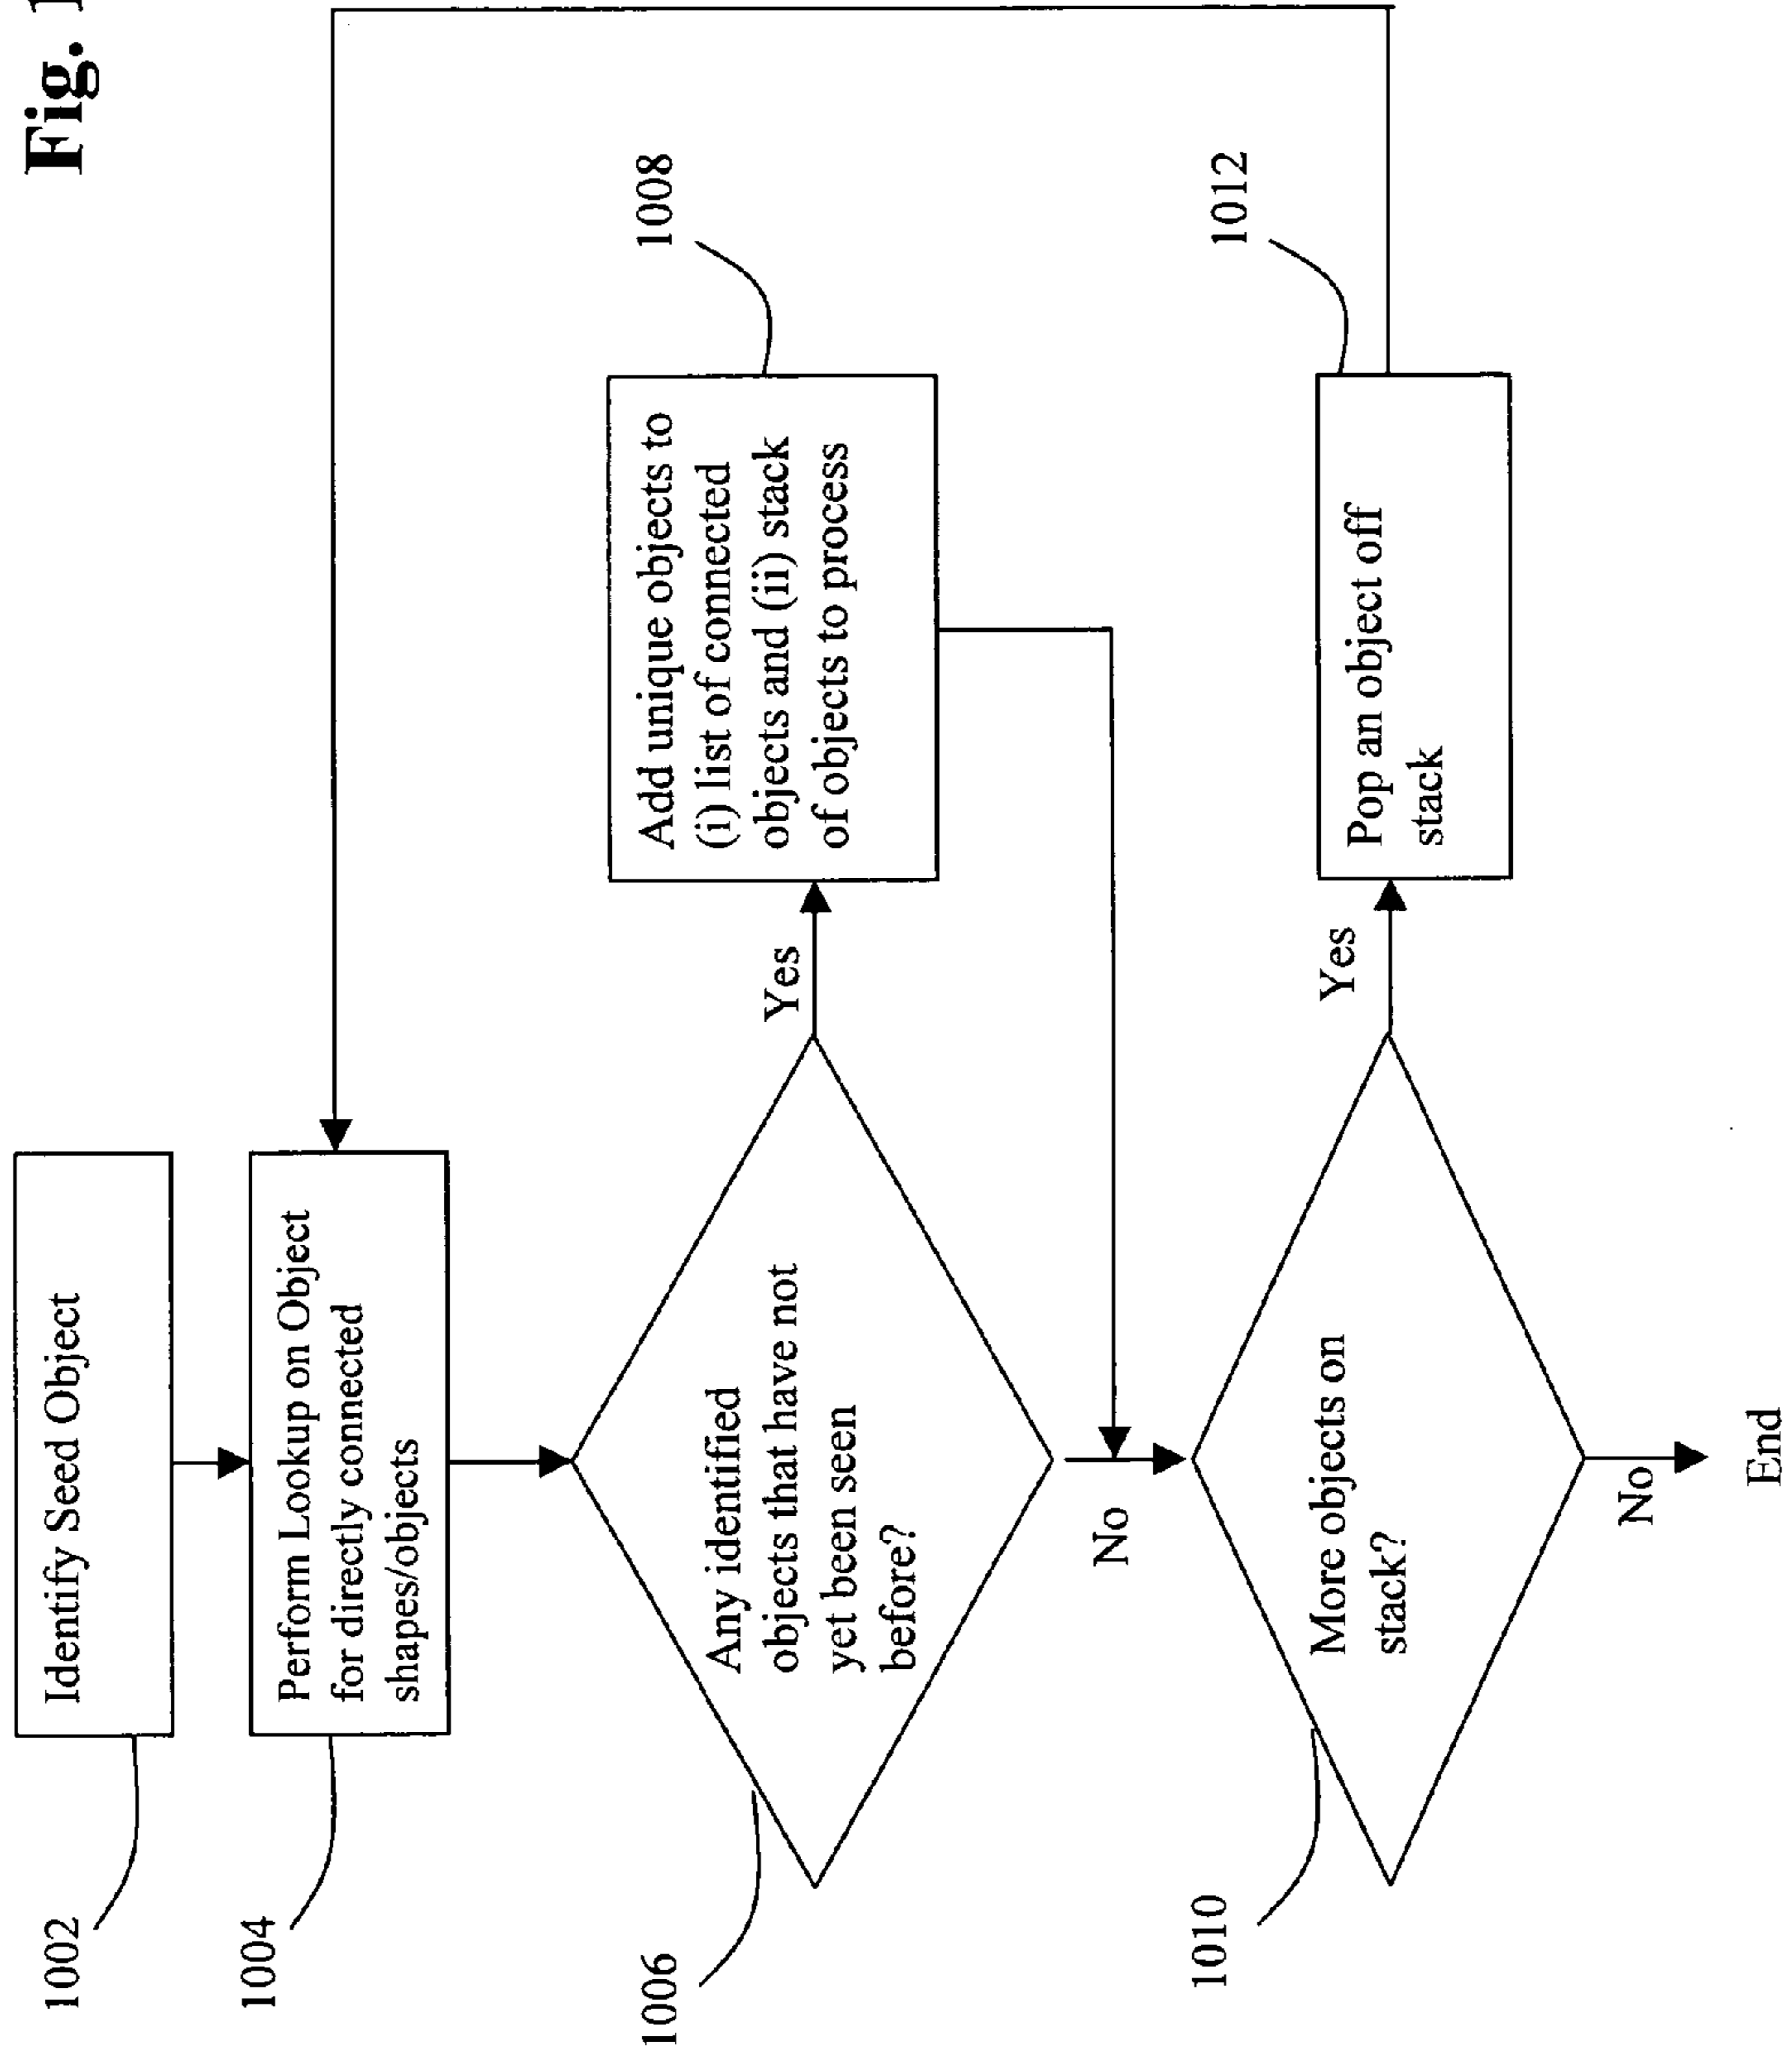 Fig. 1
1002
Identify Seed Object
1004
Perform Lookup on Object
for directly connected
shapes/objects
1006
Any identified
objects that have not
yet been seen
before?
Yes
1008
Add unique objects to
(i) list of connected
objects and (ii) stack
of objects to process
No
1010
More objects on
stack?
Yes
1012
Pop an object off
stack
No
End